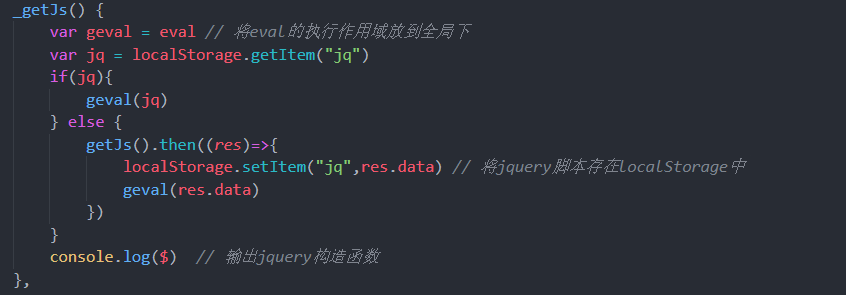 _getJs() {
var geval = eval // 将eval的执行作用域放到全局下
var jq = localStorage.getItem("jq")
if(jq){
geval(jq)
} else {
getJs().then((res)=>{
localStorage.setItem("jq",res.data) // 将jquery脚本存在localStorage中
geval(res.data)
})
}
console.log($) // 输出jquery构造函数
},